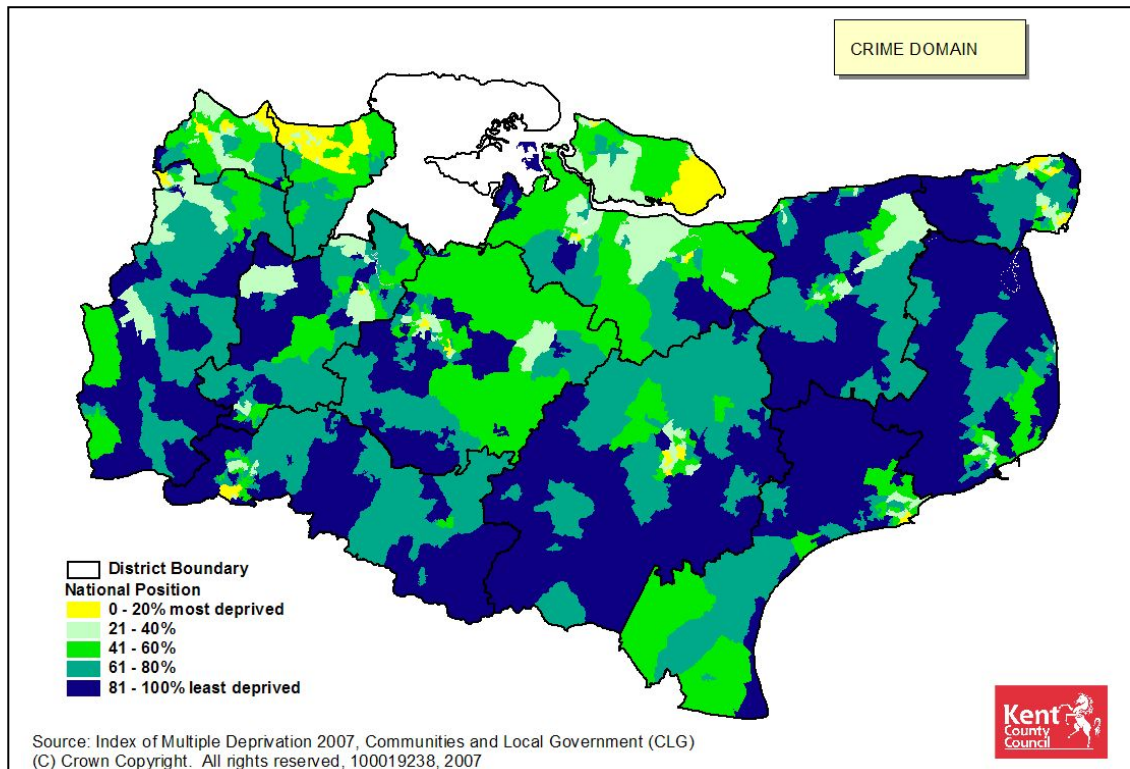 CRIME DOMAIN
District Boundary
National Position
0 - 20% most deprived
21 - 40%
41 - 60%
61 - 80%
81 - 100% least deprived
Source: Index of Multiple Deprivation 2007, Communities and Local Government (CLG)
(C) Crown Copyright.  All rights reserved, 100019238, 2007
Kent
County
Council